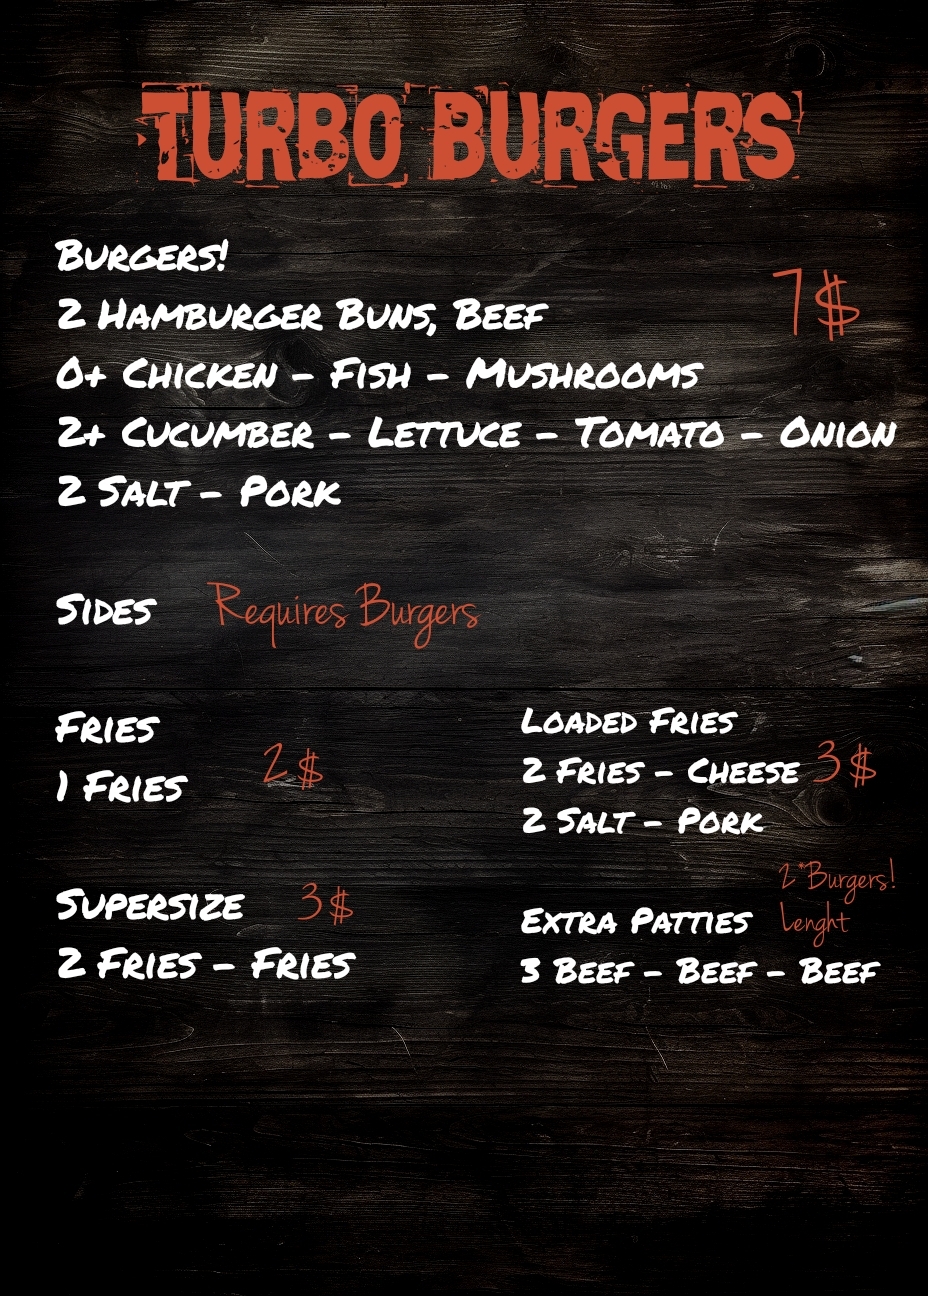 TURBO BURGERS
BURGERS!
2 HAMBURGER BUNS, BEEF
7$
0+ CHICKEN – FISH – MUSHROOMS
2+ CUCUMBER – LETTUCE – TOMATO – ONION
2 SALT – PORK
SIDES Requires Burgers
FRIES
1 FRIES
2$
LOADED FRIES
2 FRIES – CHEESE 3$
2 SALT – PORK
SUPERSIZE 3$
2 FRIES – FRIES
2*Burgers!
Lenght
EXTRA PATTIES
3 BEEF – BEEF – BEEF